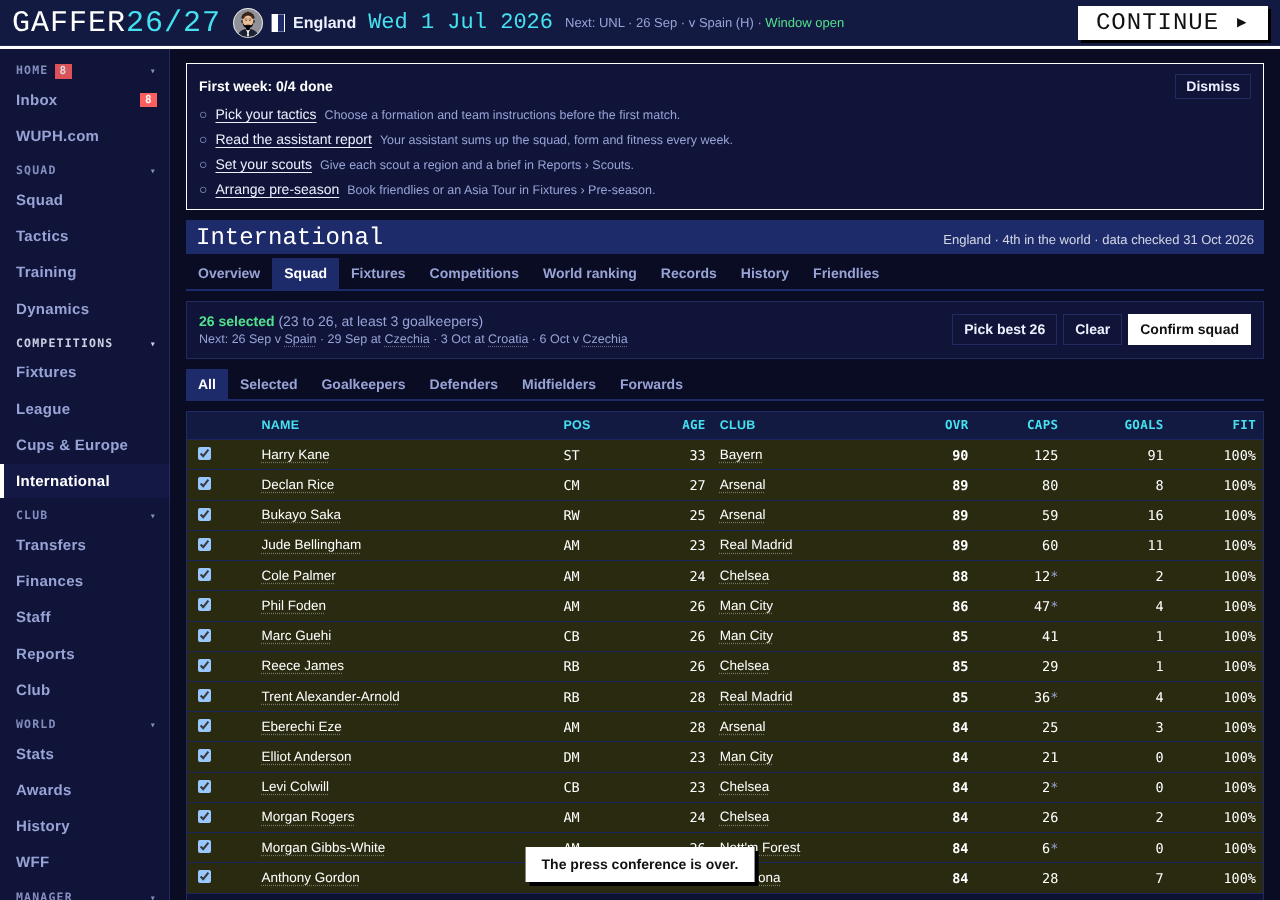 GAFFER26/27 England Wed 1 Jul 2026 Next: UNL · 26 Sep · v Spain (H) · Window open CONTINUE ►
HOME 8 ▾
Inbox 8
WUPH.com
SQUAD ▾
Squad
Tactics
Training
Dynamics
COMPETITIONS ▾
Fixtures
League
Cups & Europe
International
CLUB ▾
Transfers
Finances
Staff
Reports
Club
WORLD ▾
Stats
Awards
History
WFF
MANAGER ▾
First week: 0/4 done Dismiss
○ Pick your tactics Choose a formation and team instructions before the first match.
○ Read the assistant report Your assistant sums up the squad, form and fitness every week.
○ Set your scouts Give each scout a region and a brief in Reports › Scouts.
○ Arrange pre-season Book friendlies or an Asia Tour in Fixtures › Pre-season.
International England · 4th in the world · data checked 31 Oct 2026
Overview Squad Fixtures Competitions World ranking Records History Friendlies
26 selected (23 to 26, at least 3 goalkeepers)
Next: 26 Sep v Spain · 29 Sep at Czechia · 3 Oct at Croatia · 6 Oct v Czechia
Pick best 26 Clear Confirm squad
All Selected Goalkeepers Defenders Midfielders Forwards
NAME POS AGE CLUB OVR CAPS GOALS FIT
Harry Kane ST 33 Bayern 90 125 91 100%
Declan Rice CM 27 Arsenal 89 80 8 100%
Bukayo Saka RW 25 Arsenal 89 59 16 100%
Jude Bellingham AM 23 Real Madrid 89 60 11 100%
Cole Palmer AM 24 Chelsea 88 12* 2 100%
Phil Foden AM 26 Man City 86 47* 4 100%
Marc Guehi CB 26 Man City 85 41 1 100%
Reece James RB 26 Chelsea 85 29 1 100%
Trent Alexander-Arnold RB 28 Real Madrid 85 36* 4 100%
Eberechi Eze AM 28 Arsenal 84 25 3 100%
Elliot Anderson DM 23 Man City 84 21 0 100%
Levi Colwill CB 23 Chelsea 84 2* 0 100%
Morgan Rogers AM 24 Chelsea 84 26 2 100%
Morgan Gibbs-White AM 26 Nott'm Forest 84 6* 0 100%
Anthony Gordon ona 84 28 7 100%
The press conference is over.